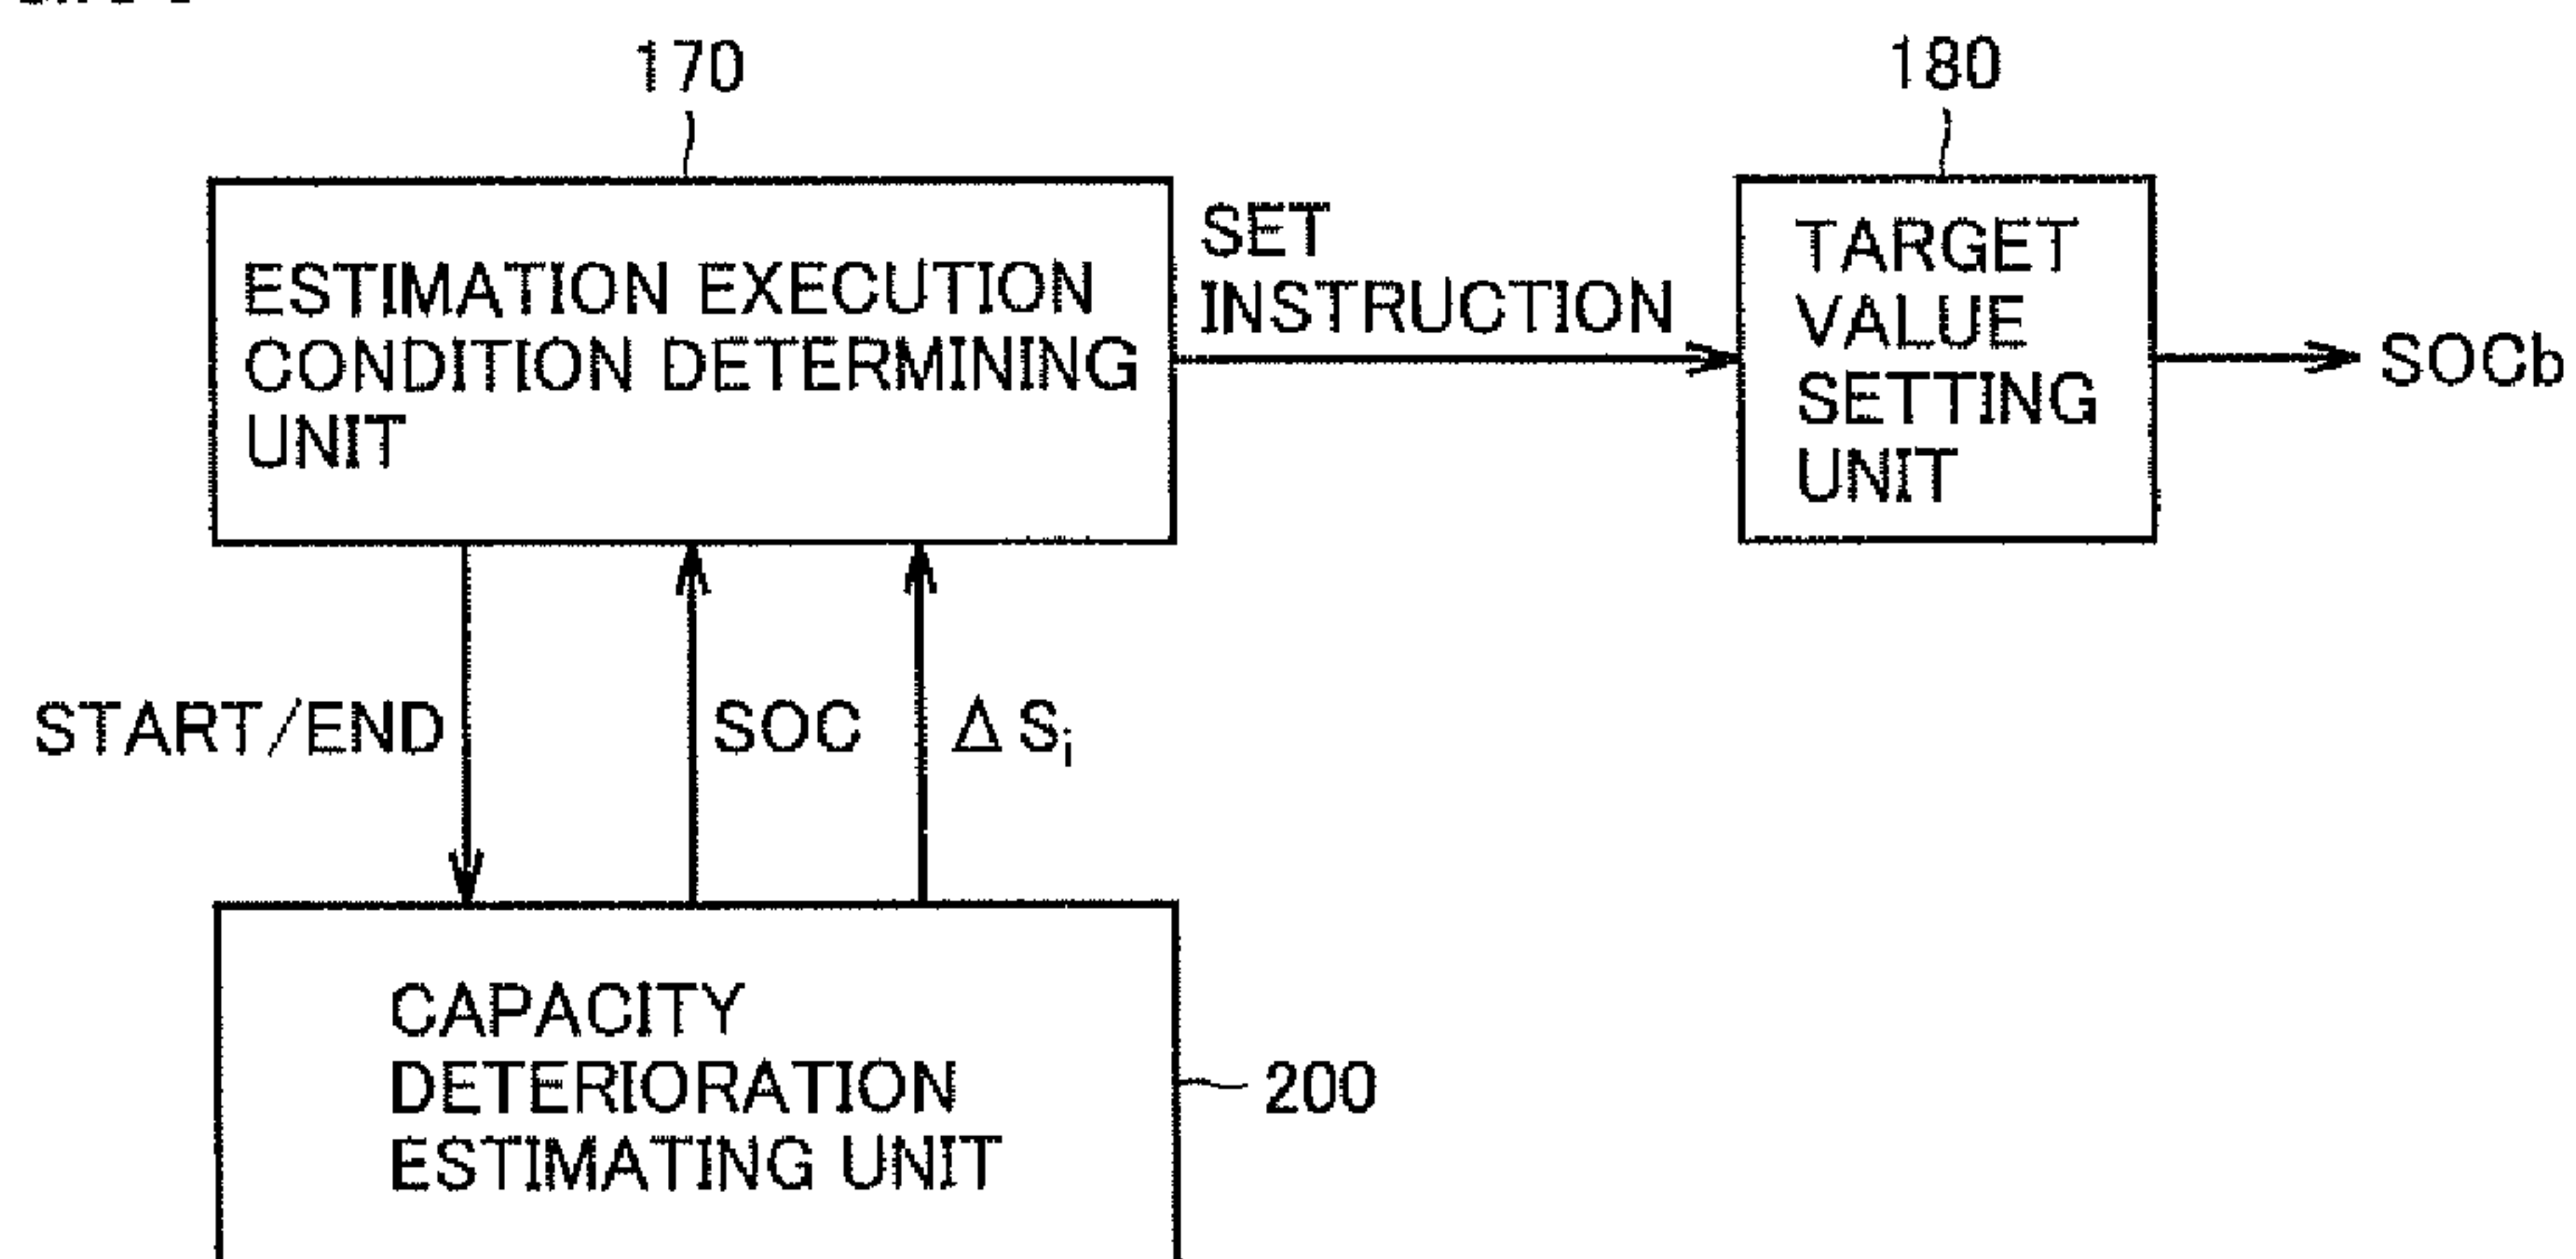 170
180
ESTIMATION EXECUTION
CONDITION DETERMINING
UNIT
SET
INSTRUCTION
TARGET
VALUE
SETTING
UNIT
SOCb
START/END
SOC
Δ Si
CAPACITY
DETERIORATION
ESTIMATING UNIT
200